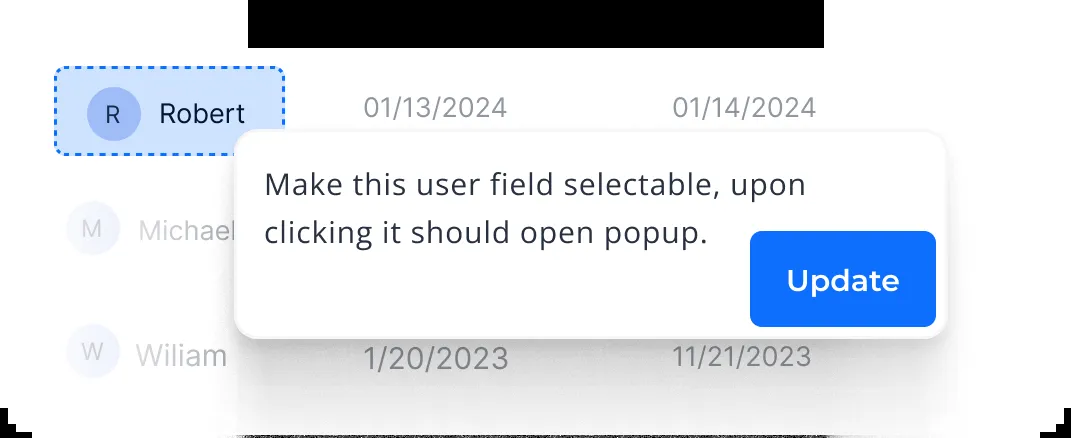 R Robert 01/13/2024 01/14/2024
Make this user field selectable, upon
clicking it should open popup.
M Michael
Update
W Wiliam 1/20/2023 11/21/2023